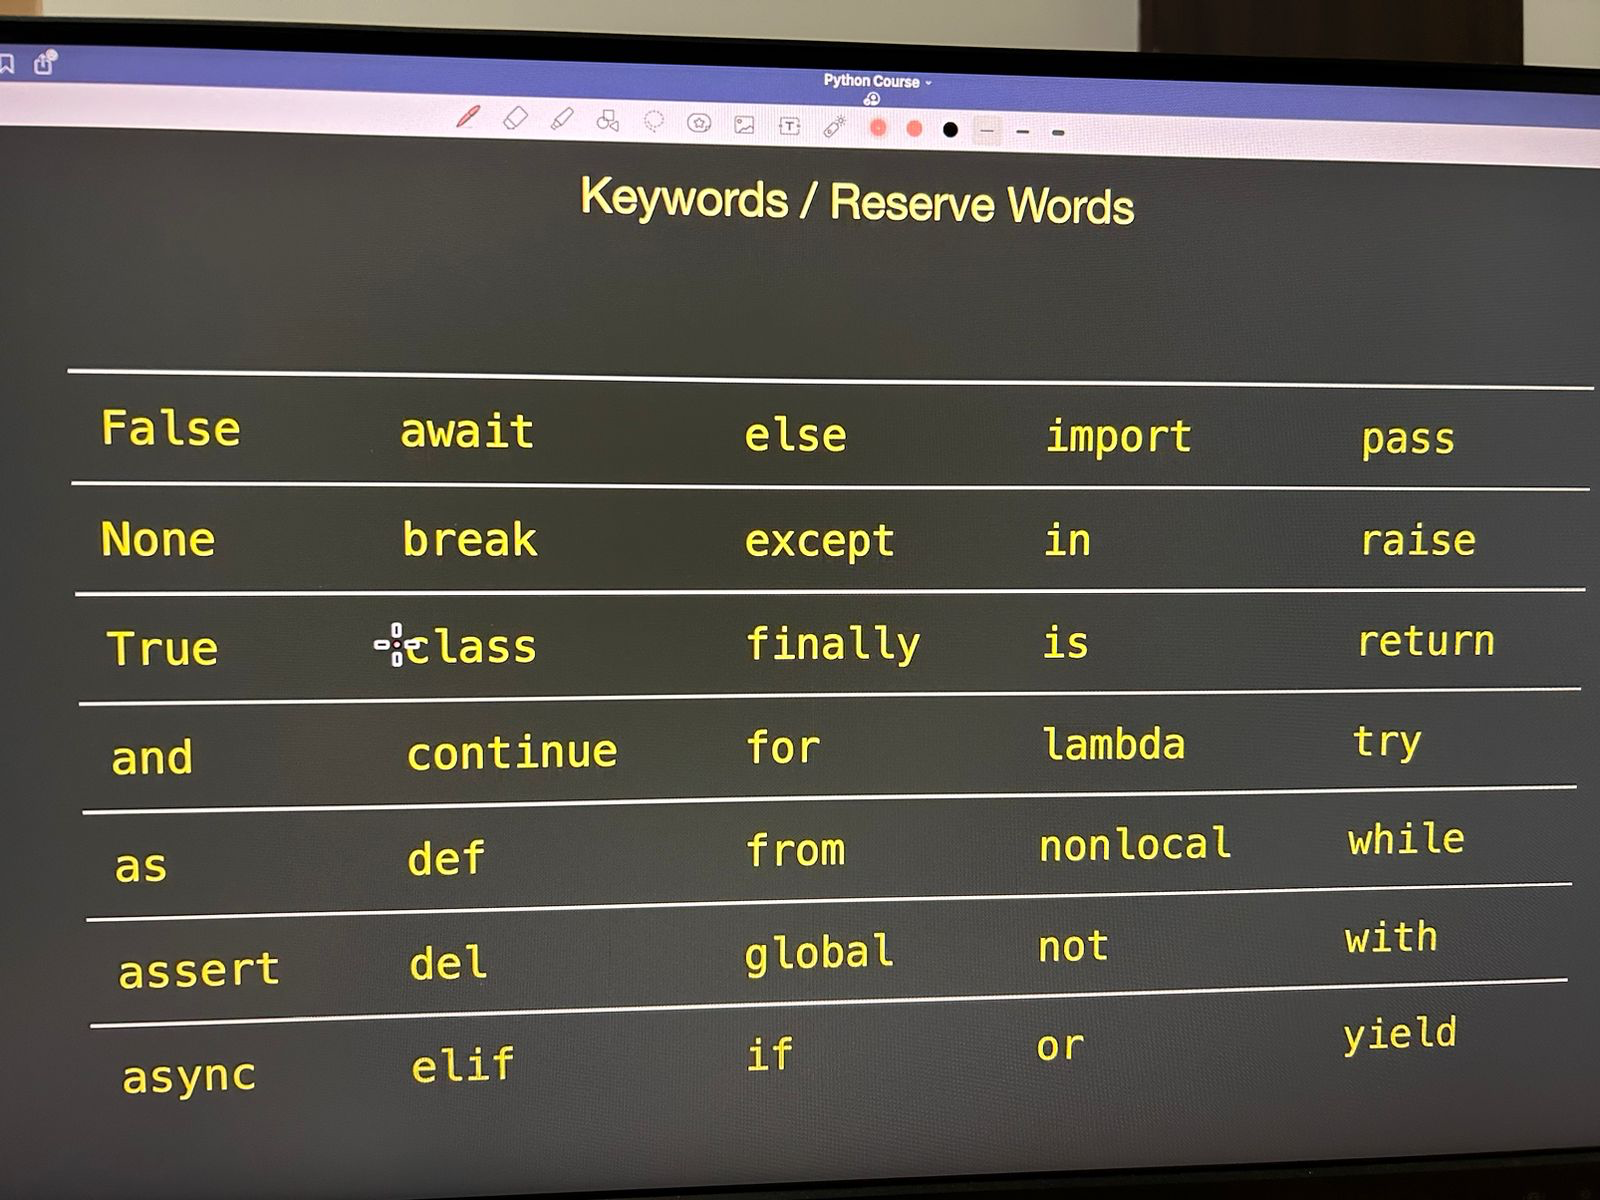 Python Course
T
Keywords / Reserve Words
False await else import pass
None break except in raise
True class finally is return
and continue for lambda try
as def from nonlocal while
assert del global not with
async elif if or yield